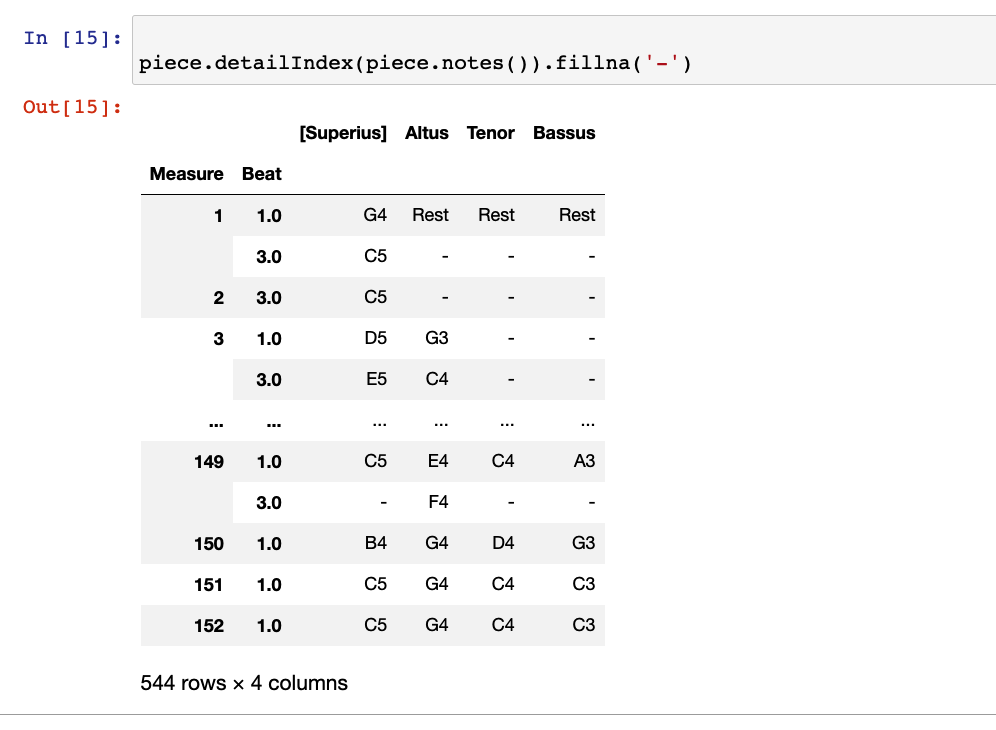 In [15]:
piece.detailIndex(piece.notes()).fillna('-')
Out[15]:
[Superius] Altus Tenor Bassus
Measure Beat
1 1.0 G4 Rest Rest Rest
3.0 C5 - - -
2 3.0 C5 - - -
3 1.0 D5 G3 - -
3.0 E5 C4 - -
... ... ... ... ... ...
149 1.0 C5 E4 C4 A3
3.0 - F4 - -
150 1.0 B4 G4 D4 G3
151 1.0 C5 G4 C4 C3
152 1.0 C5 G4 C4 C3
544 rows × 4 columns